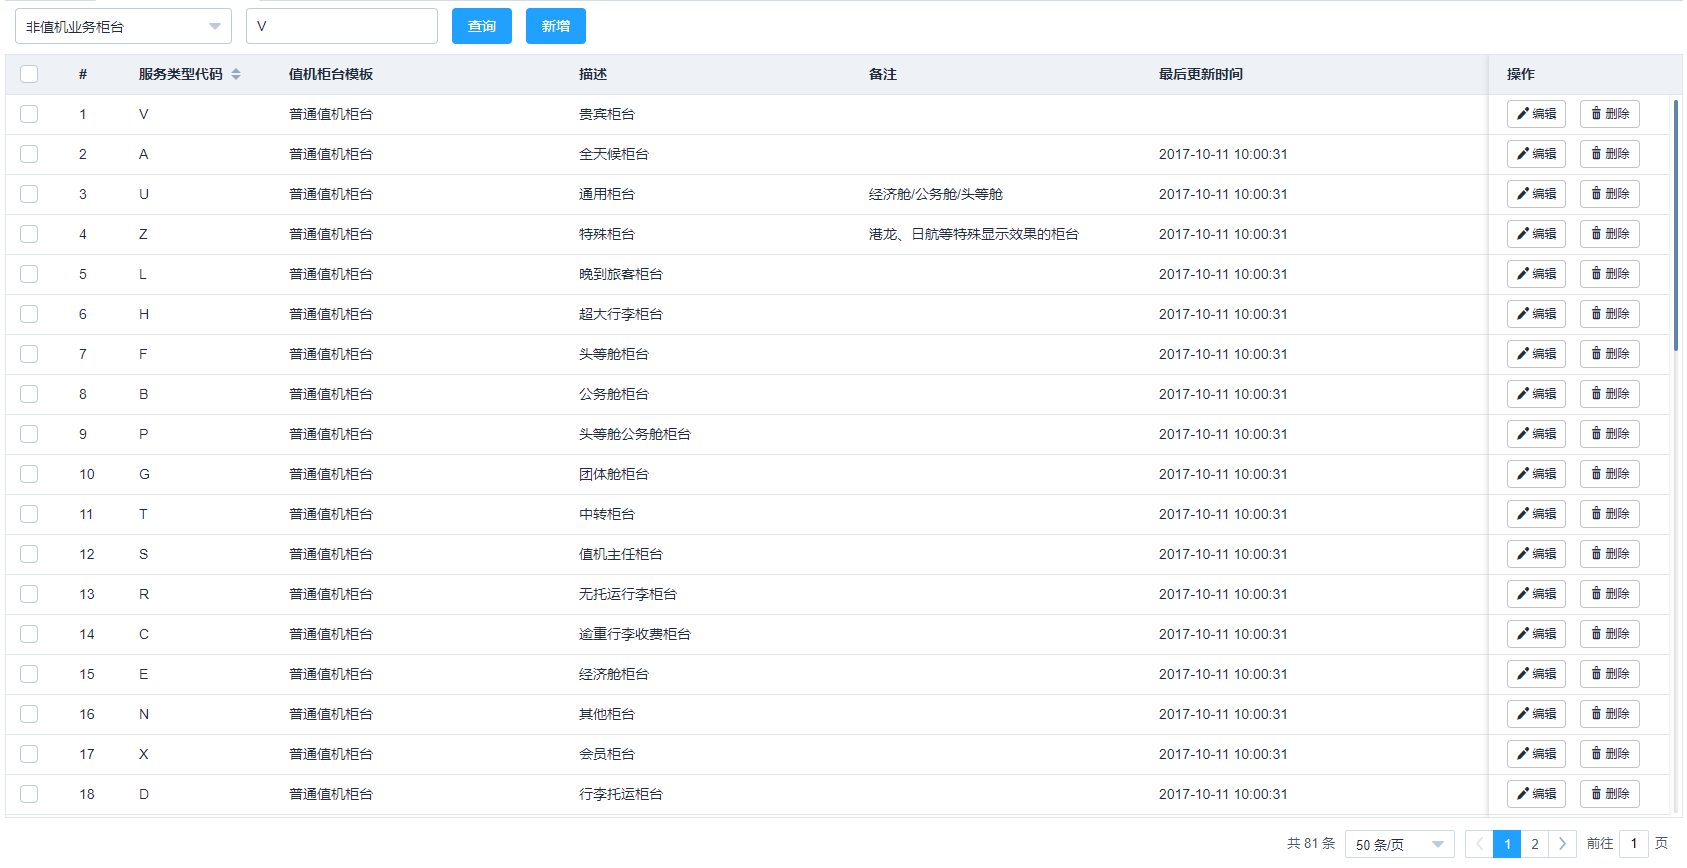 非值机业务柜台 V 查询 新增
# 服务类型代码 值机柜台模板 描述 备注 最后更新时间 操作
1 V 普通值机柜台 贵宾柜台 编辑 删除
2 A 普通值机柜台 全天候柜台 2017-10-11 10:00:31 编辑 删除
3 U 普通值机柜台 通用柜台 经济舱/公务舱/头等舱 2017-10-11 10:00:31 编辑 删除
4 Z 普通值机柜台 特殊柜台 港龙、日航等特殊显示效果的柜台 2017-10-11 10:00:31 编辑 删除
5 L 普通值机柜台 晚到旅客柜台 2017-10-11 10:00:31 编辑 删除
6 H 普通值机柜台 超大行李柜台 2017-10-11 10:00:31 编辑 删除
7 F 普通值机柜台 头等舱柜台 2017-10-11 10:00:31 编辑 删除
8 B 普通值机柜台 公务舱柜台 2017-10-11 10:00:31 编辑 删除
9 P 普通值机柜台 头等舱公务舱柜台 2017-10-11 10:00:31 编辑 删除
10 G 普通值机柜台 团体舱柜台 2017-10-11 10:00:31 编辑 删除
11 T 普通值机柜台 中转柜台 2017-10-11 10:00:31 编辑 删除
12 S 普通值机柜台 值机主任柜台 2017-10-11 10:00:31 编辑 删除
13 R 普通值机柜台 无托运行李柜台 2017-10-11 10:00:31 编辑 删除
14 C 普通值机柜台 逾重行李收费柜台 2017-10-11 10:00:31 编辑 删除
15 E 普通值机柜台 经济舱柜台 2017-10-11 10:00:31 编辑 删除
16 N 普通值机柜台 其他柜台 2017-10-11 10:00:31 编辑 删除
17 X 普通值机柜台 会员柜台 2017-10-11 10:00:31 编辑 删除
18 D 普通值机柜台 行李托运柜台 2017-10-11 10:00:31 编辑 删除
共 81 条 50 条/页 1 2 前往 1 页